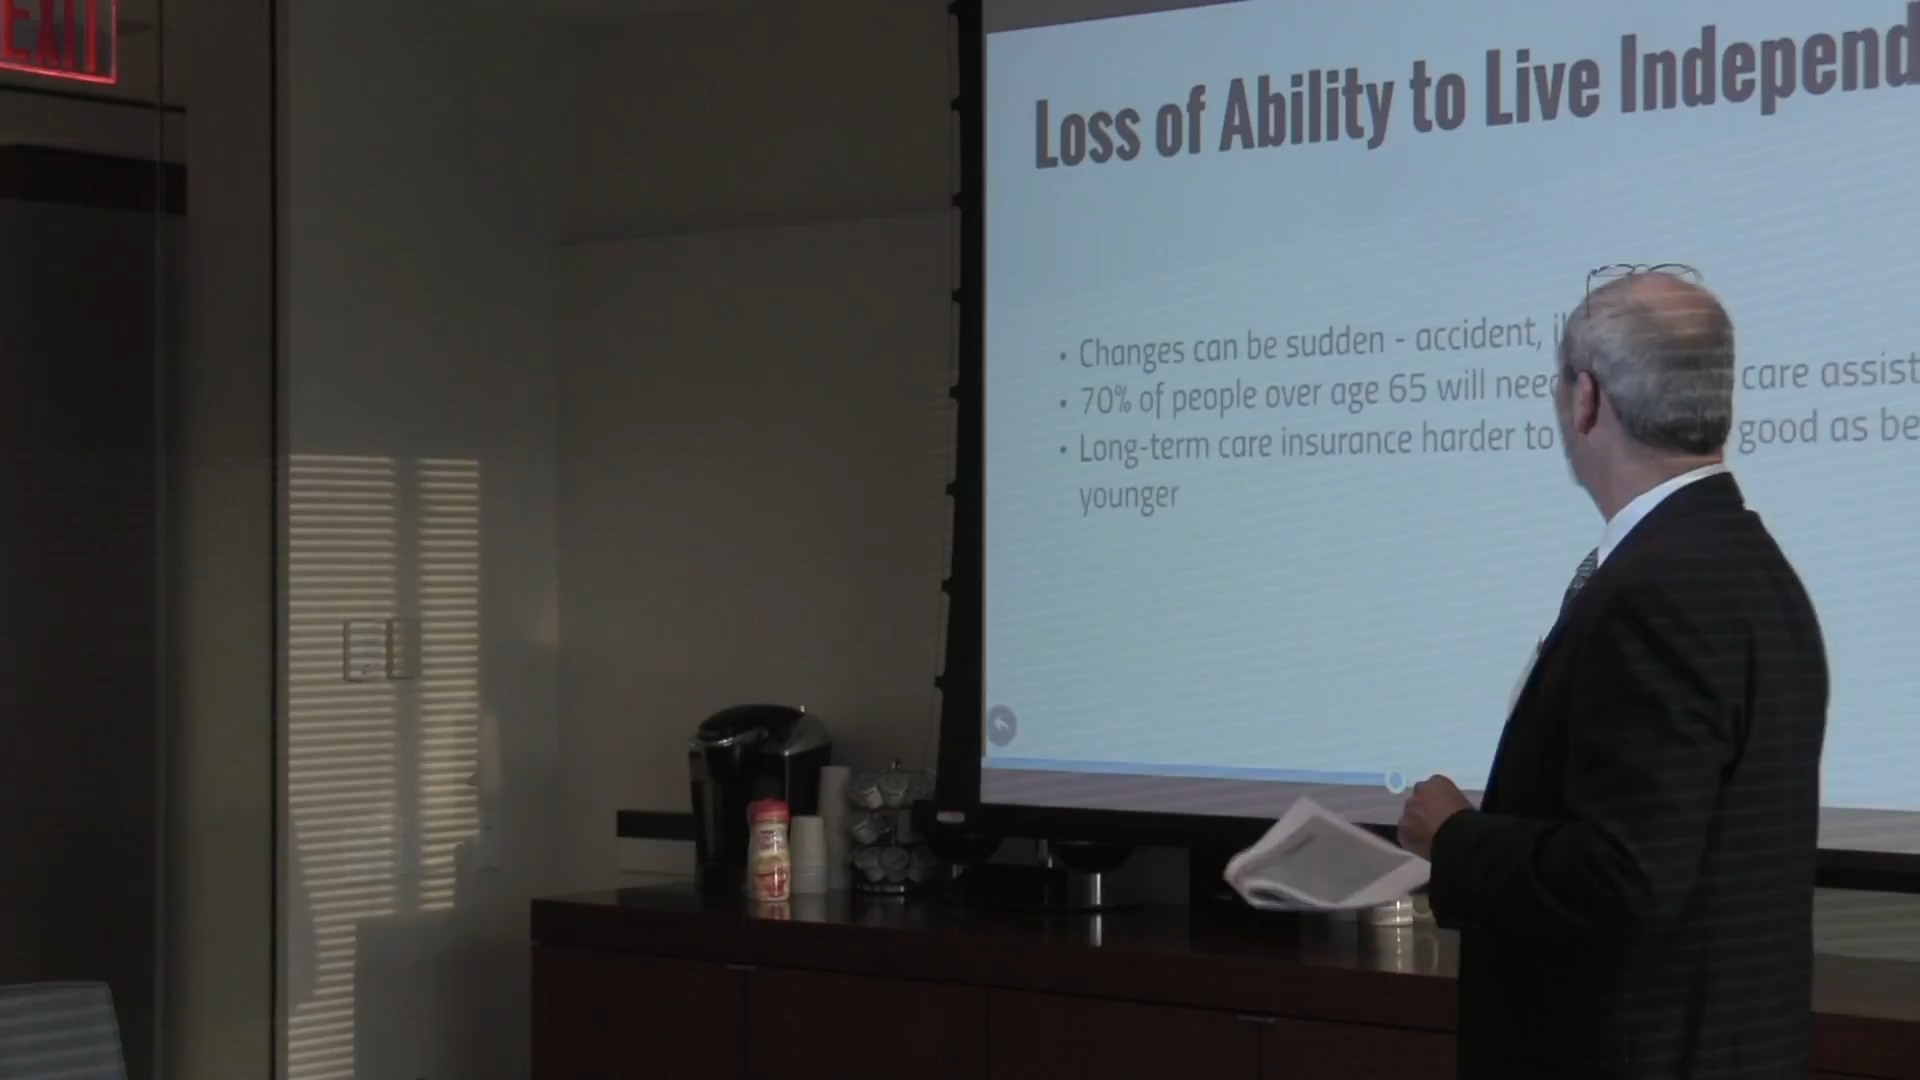 EXIT
Loss of Ability to Live Independ
• Changes can be sudden - accident,
• 70% of people over age 65 will need care assist
• Long-term care insurance harder to good as be
younger